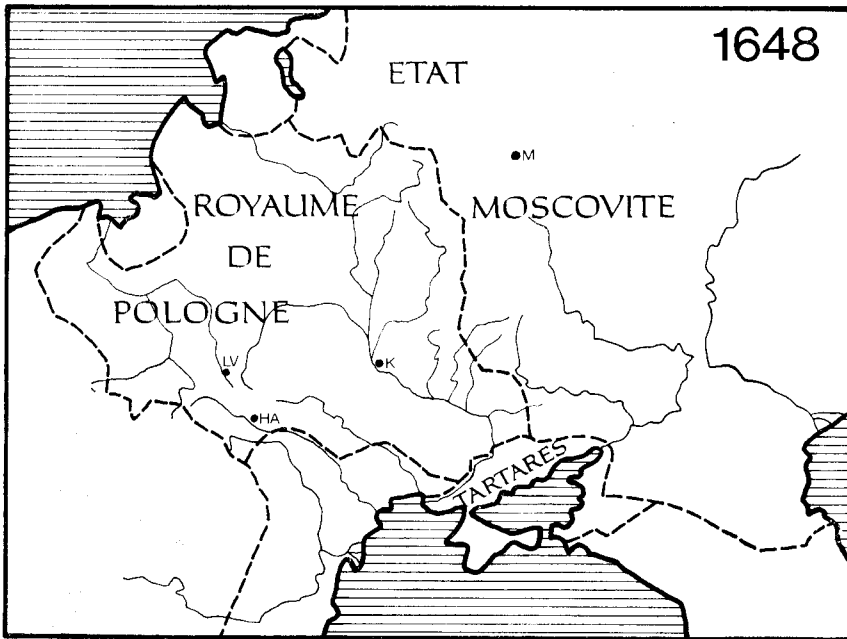 1648
ETAT
M
ROYAUME
MOSCOVITE
DE
POLOGNE
LV
K
HA
TARTARES